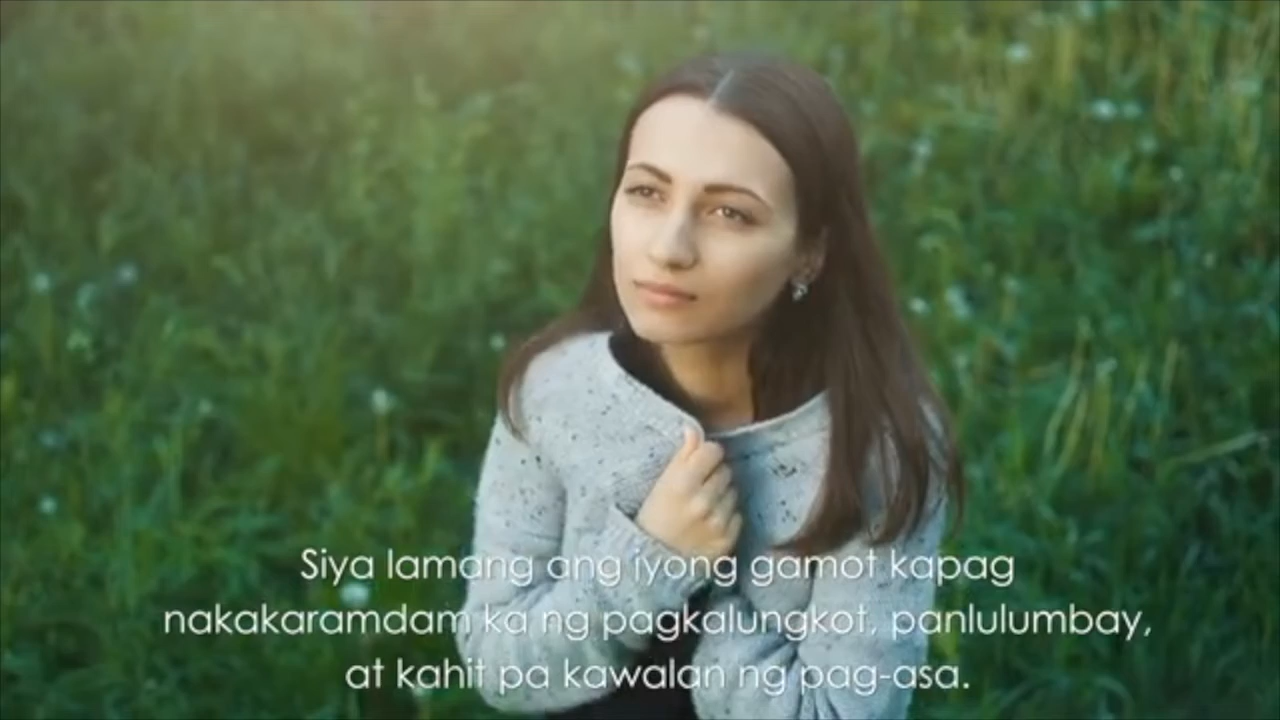 Siya lamang ang iyong gamot kapag
nakakaramdam ka ng pagkalungkot, panlulumbay,
at kahit pa kawalan ng pag-asa.